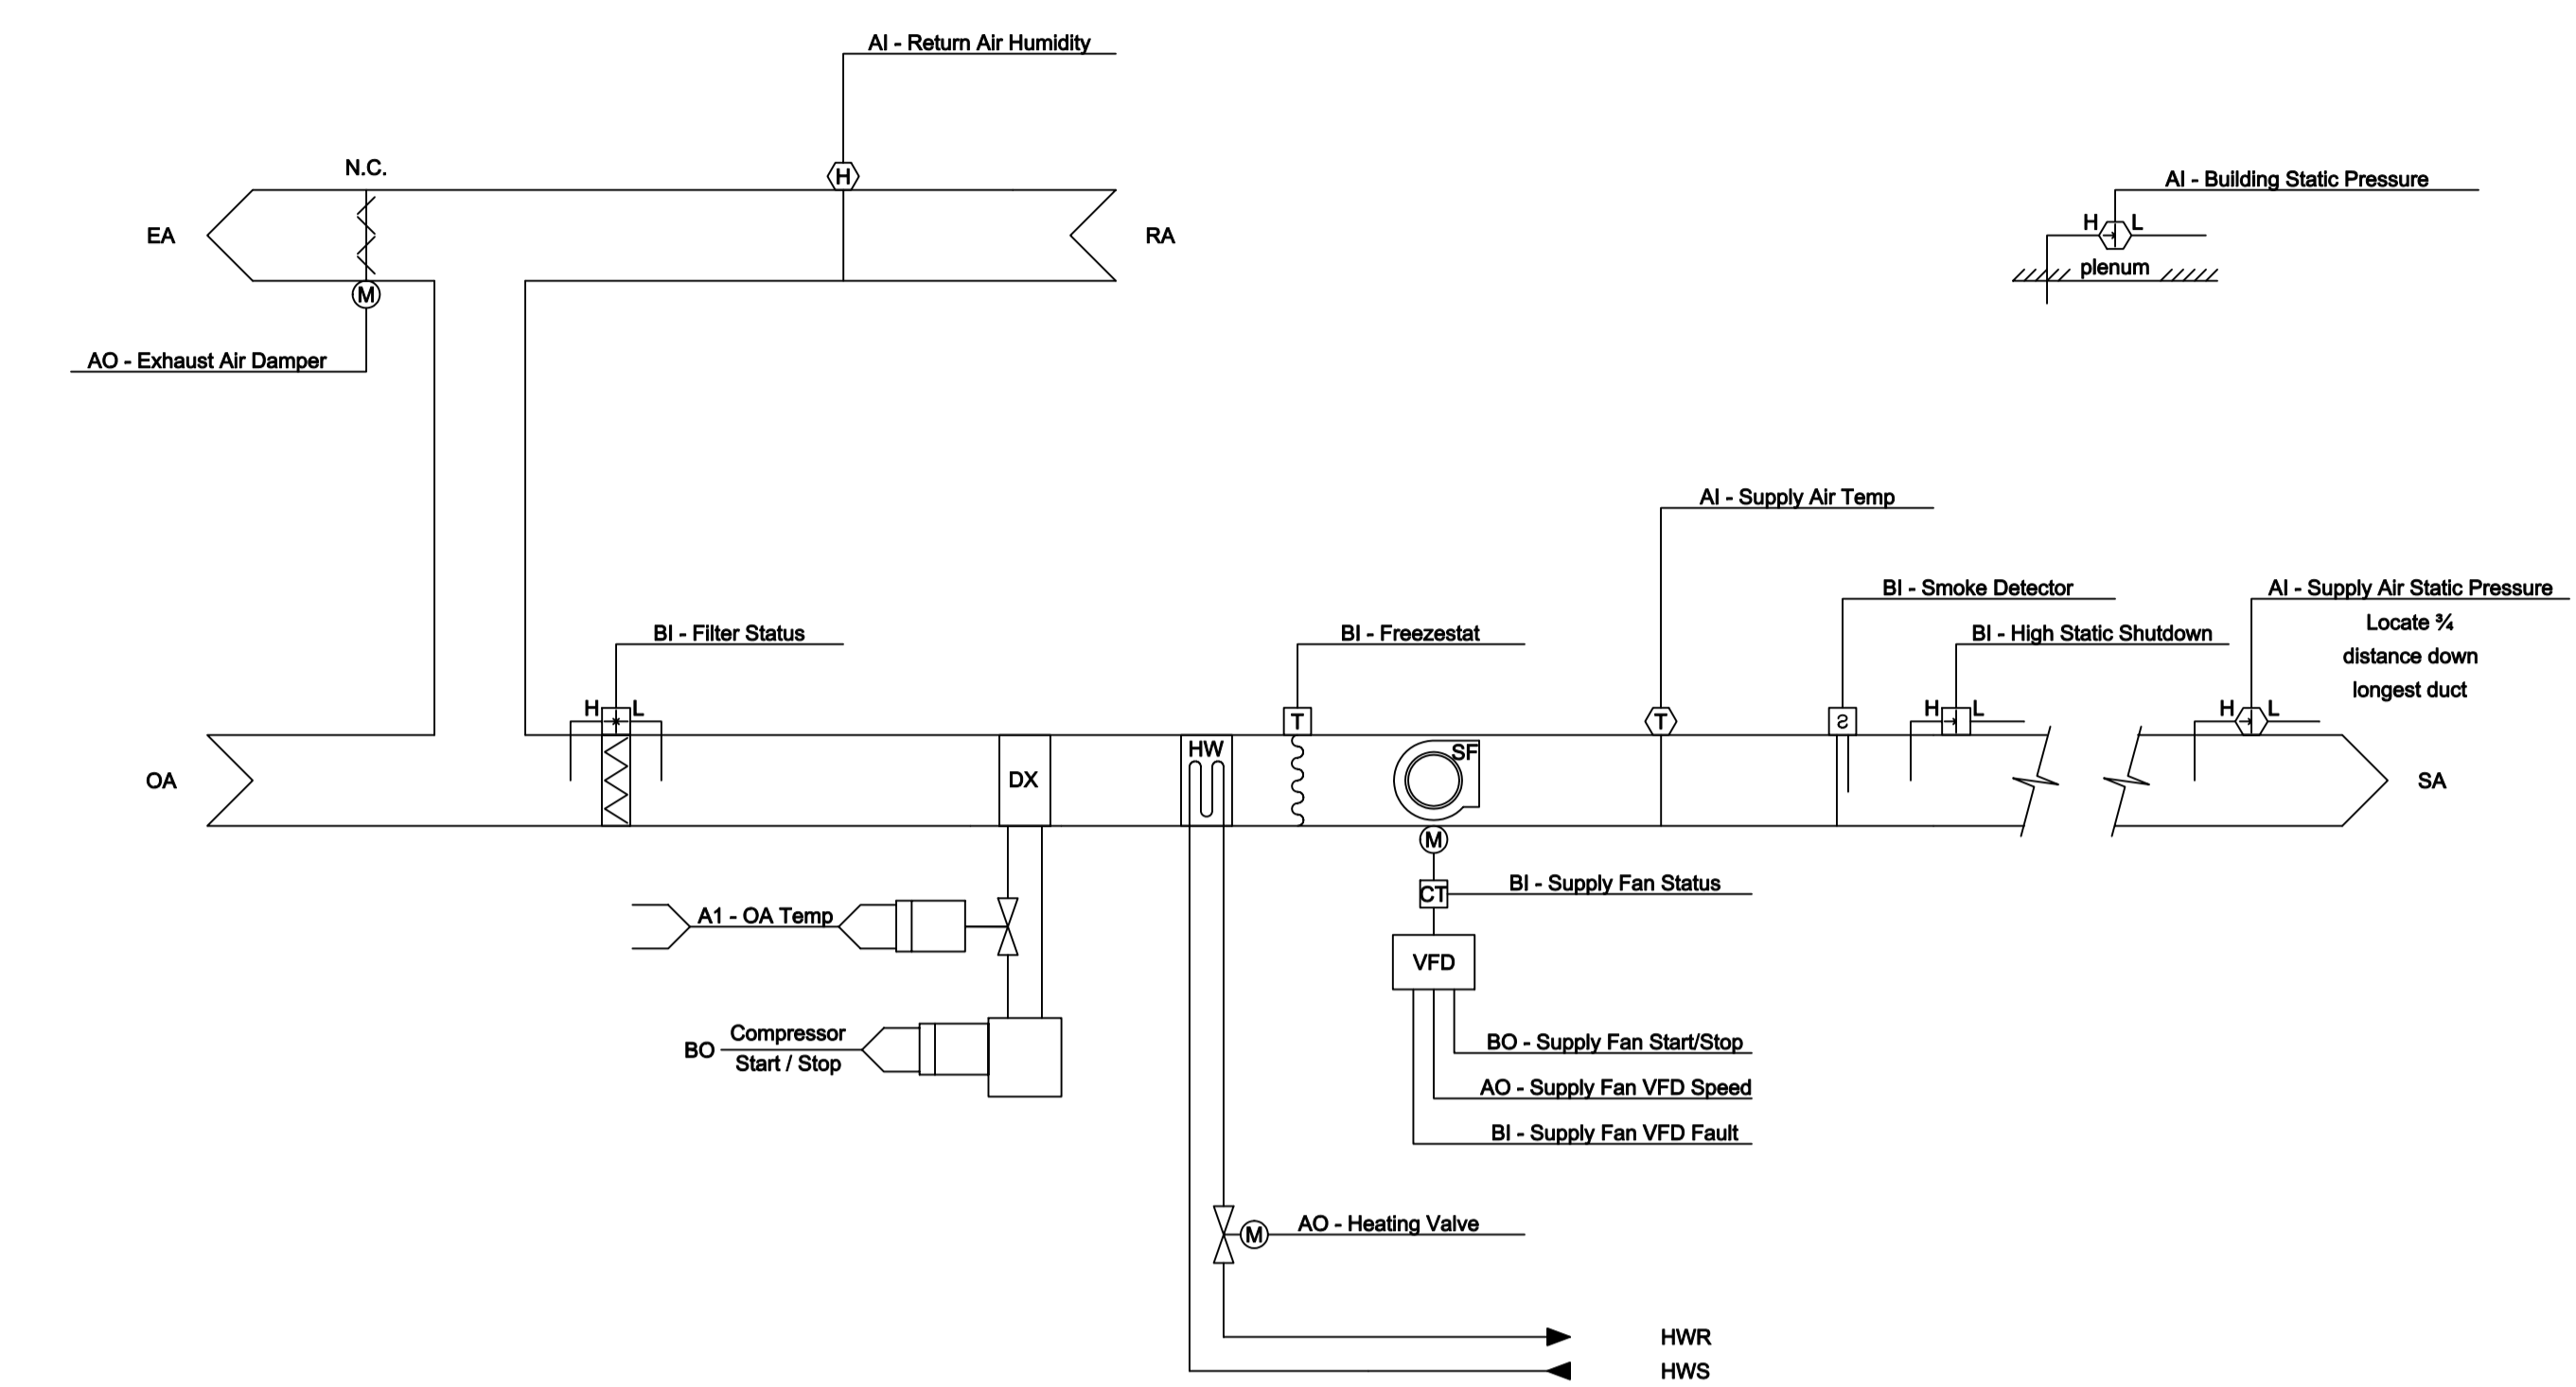 AI - Return Air Humidity
N.C.
H
AI - Building Static Pressure
EA
RA
H L
plenum
M
AO - Exhaust Air Damper
AI - Supply Air Temp
BI - Smoke Detector
AI - Supply Air Static Pressure
Locate ¾
distance down
longest duct
BI - Filter Status
BI - Freezestat
BI - High Static Shutdown
H L
T
T
S
H L
H L
OA
DX
HW
SF
SA
M
CT
BI - Supply Fan Status
A1 - OA Temp
VFD
BO
Compressor
Start / Stop
BO - Supply Fan Start/Stop
AO - Supply Fan VFD Speed
BI - Supply Fan VFD Fault
M
AO - Heating Valve
HWR
HWS